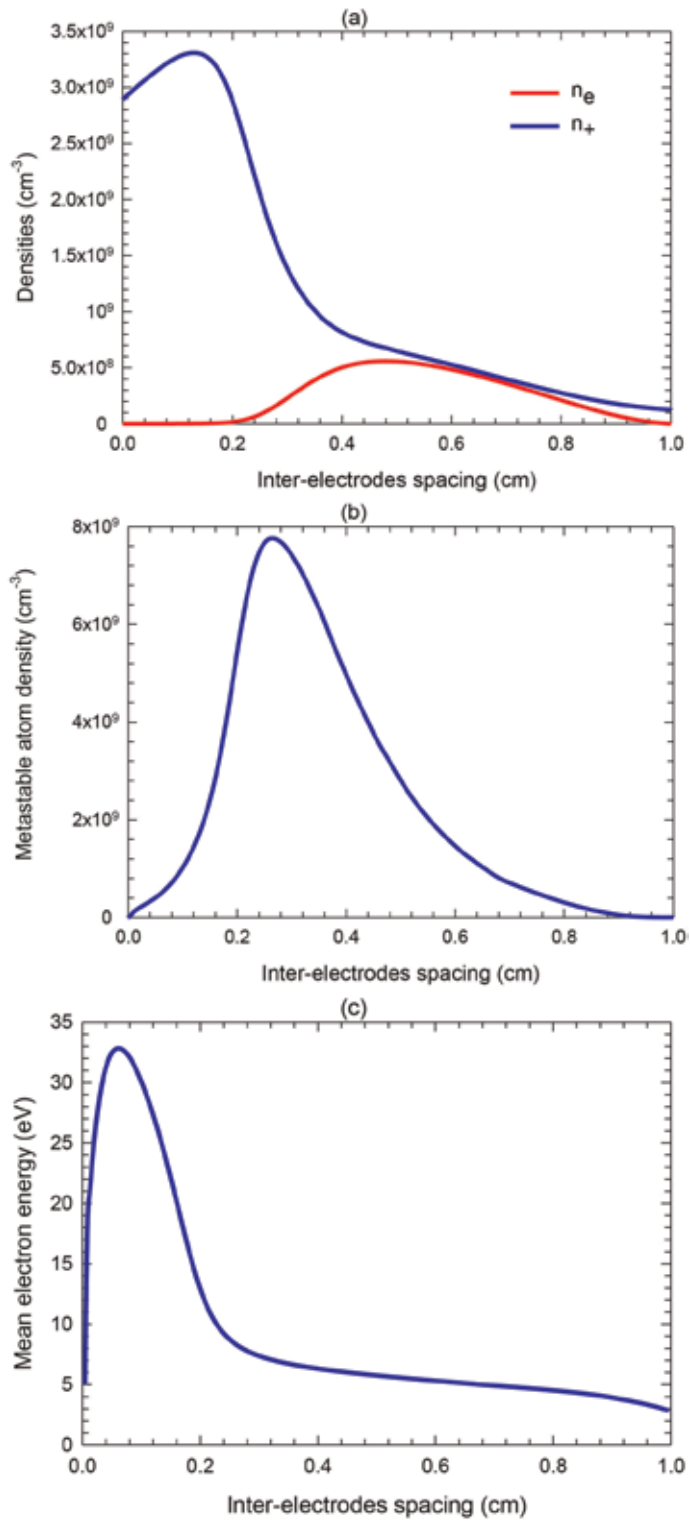 (a)
3.5x10⁹
3.0x10⁹
2.5x10⁹
2.0x10⁹
1.5x10⁹
10⁹
5.0x10⁸
0
Densities (cm⁻³)
nₑ
n₊
0.0 0.2 0.4 0.6 0.8 1.0
Inter-electrodes spacing (cm)
(b)
8x10⁹
6x10⁹
4x10⁹
2x10⁹
0
Metastable atom density (cm⁻³)
0.0 0.2 0.4 0.6 0.8 1.0
Inter-electrodes spacing (cm)
(c)
35
30
25
20
15
10
5
0
Mean electron energy (eV)
0.0 0.2 0.4 0.6 0.8 1.0
Inter-electrodes spacing (cm)